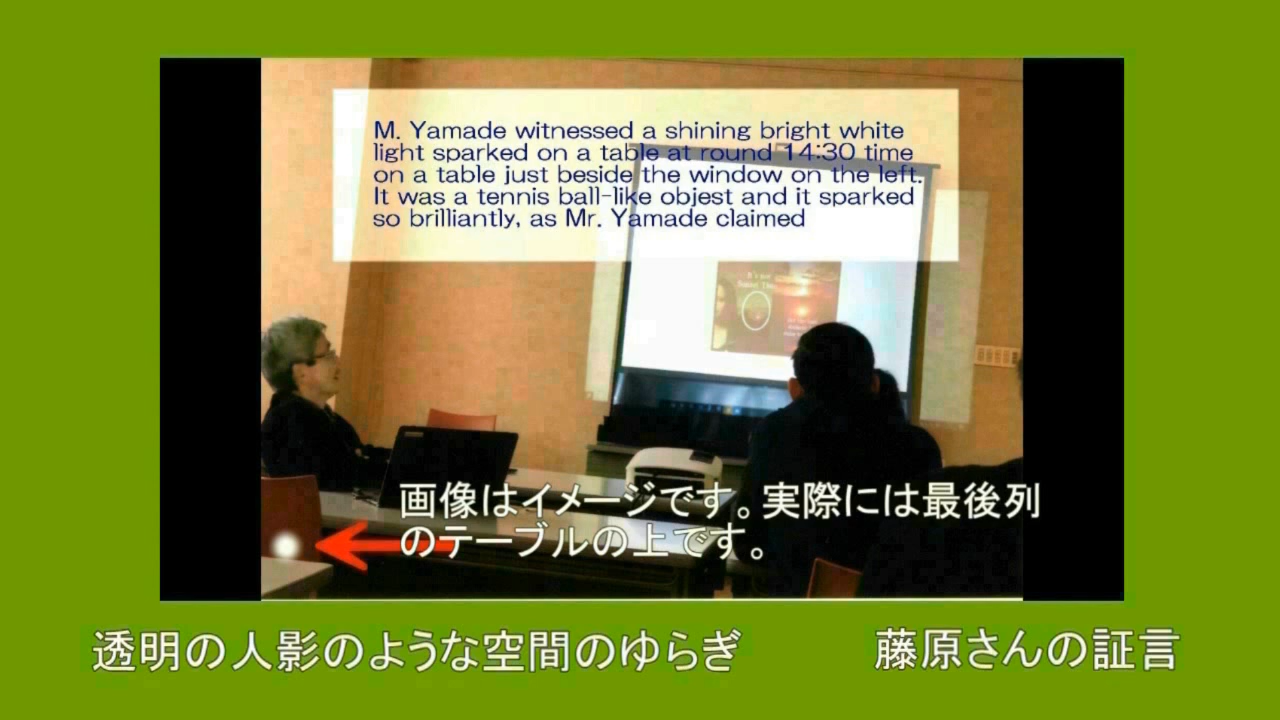 M. Yamade witnessed a shining bright white
light sparked on a table at round 14:30 time
on a table just beside the window on the left.
It was a tennis ball-like objest and it sparked
so brilliantly, as Mr. Yamade claimed
It's not
画像はイメージです。実際には最後列
のテーブルの上です。
透明の人影のような空間のゆらぎ
藤原さんの証言